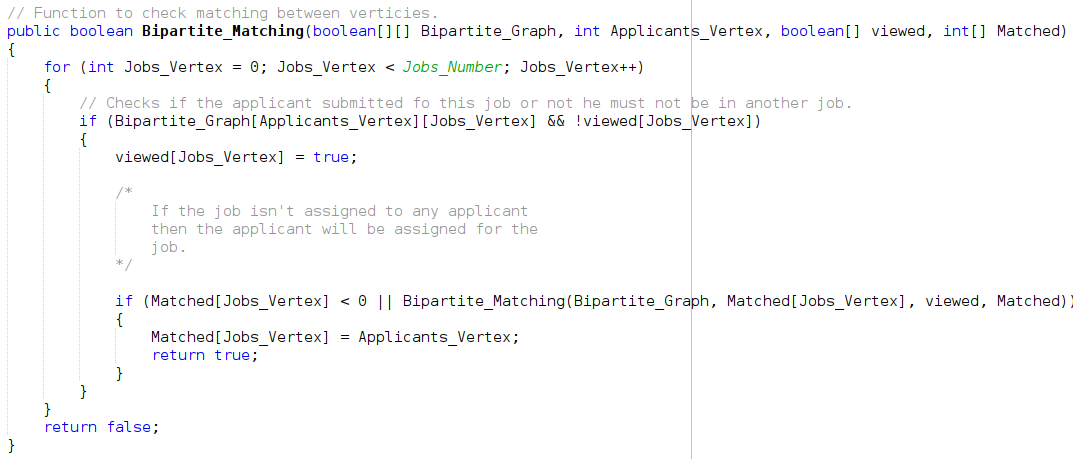 // Function to check matching between verticies.
public boolean Bipartite_Matching(boolean[][] Bipartite_Graph, int Applicants_Vertex, boolean[] viewed, int[] Matched)
{
    for (int Jobs_Vertex = 0; Jobs_Vertex < Jobs_Number; Jobs_Vertex++)
    {
        // Checks if the applicant submitted fo this job or not he must not be in another job.
        if (Bipartite_Graph[Applicants_Vertex][Jobs_Vertex] && !viewed[Jobs_Vertex])
        {
            viewed[Jobs_Vertex] = true;
            /*
                If the job isn't assigned to any applicant
                then the applicant will be assigned for the
                job.
            */
            if (Matched[Jobs_Vertex] < 0 || Bipartite_Matching(Bipartite_Graph, Matched[Jobs_Vertex], viewed, Matched))
            {
                Matched[Jobs_Vertex] = Applicants_Vertex;
                return true;
            }
        }
    }
    return false;
}